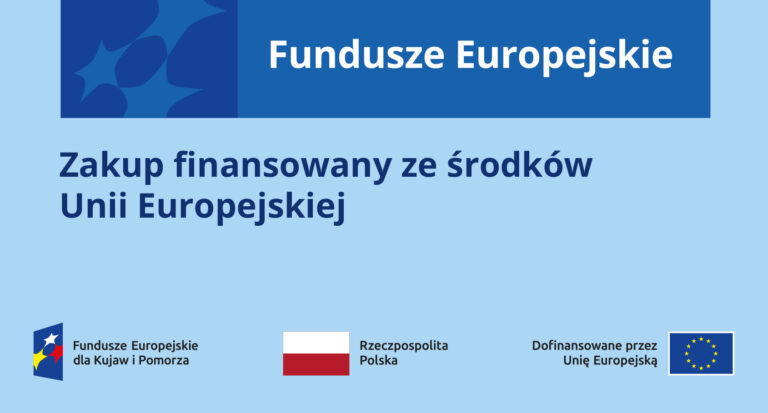 Fundusze Europejskie
Zakup finansowany ze środków
Unii Europejskiej
Fundusze Europejskie
dla Kujaw i Pomorza
Rzeczpospolita
Polska
Dofinansowane przez
Unię Europejską